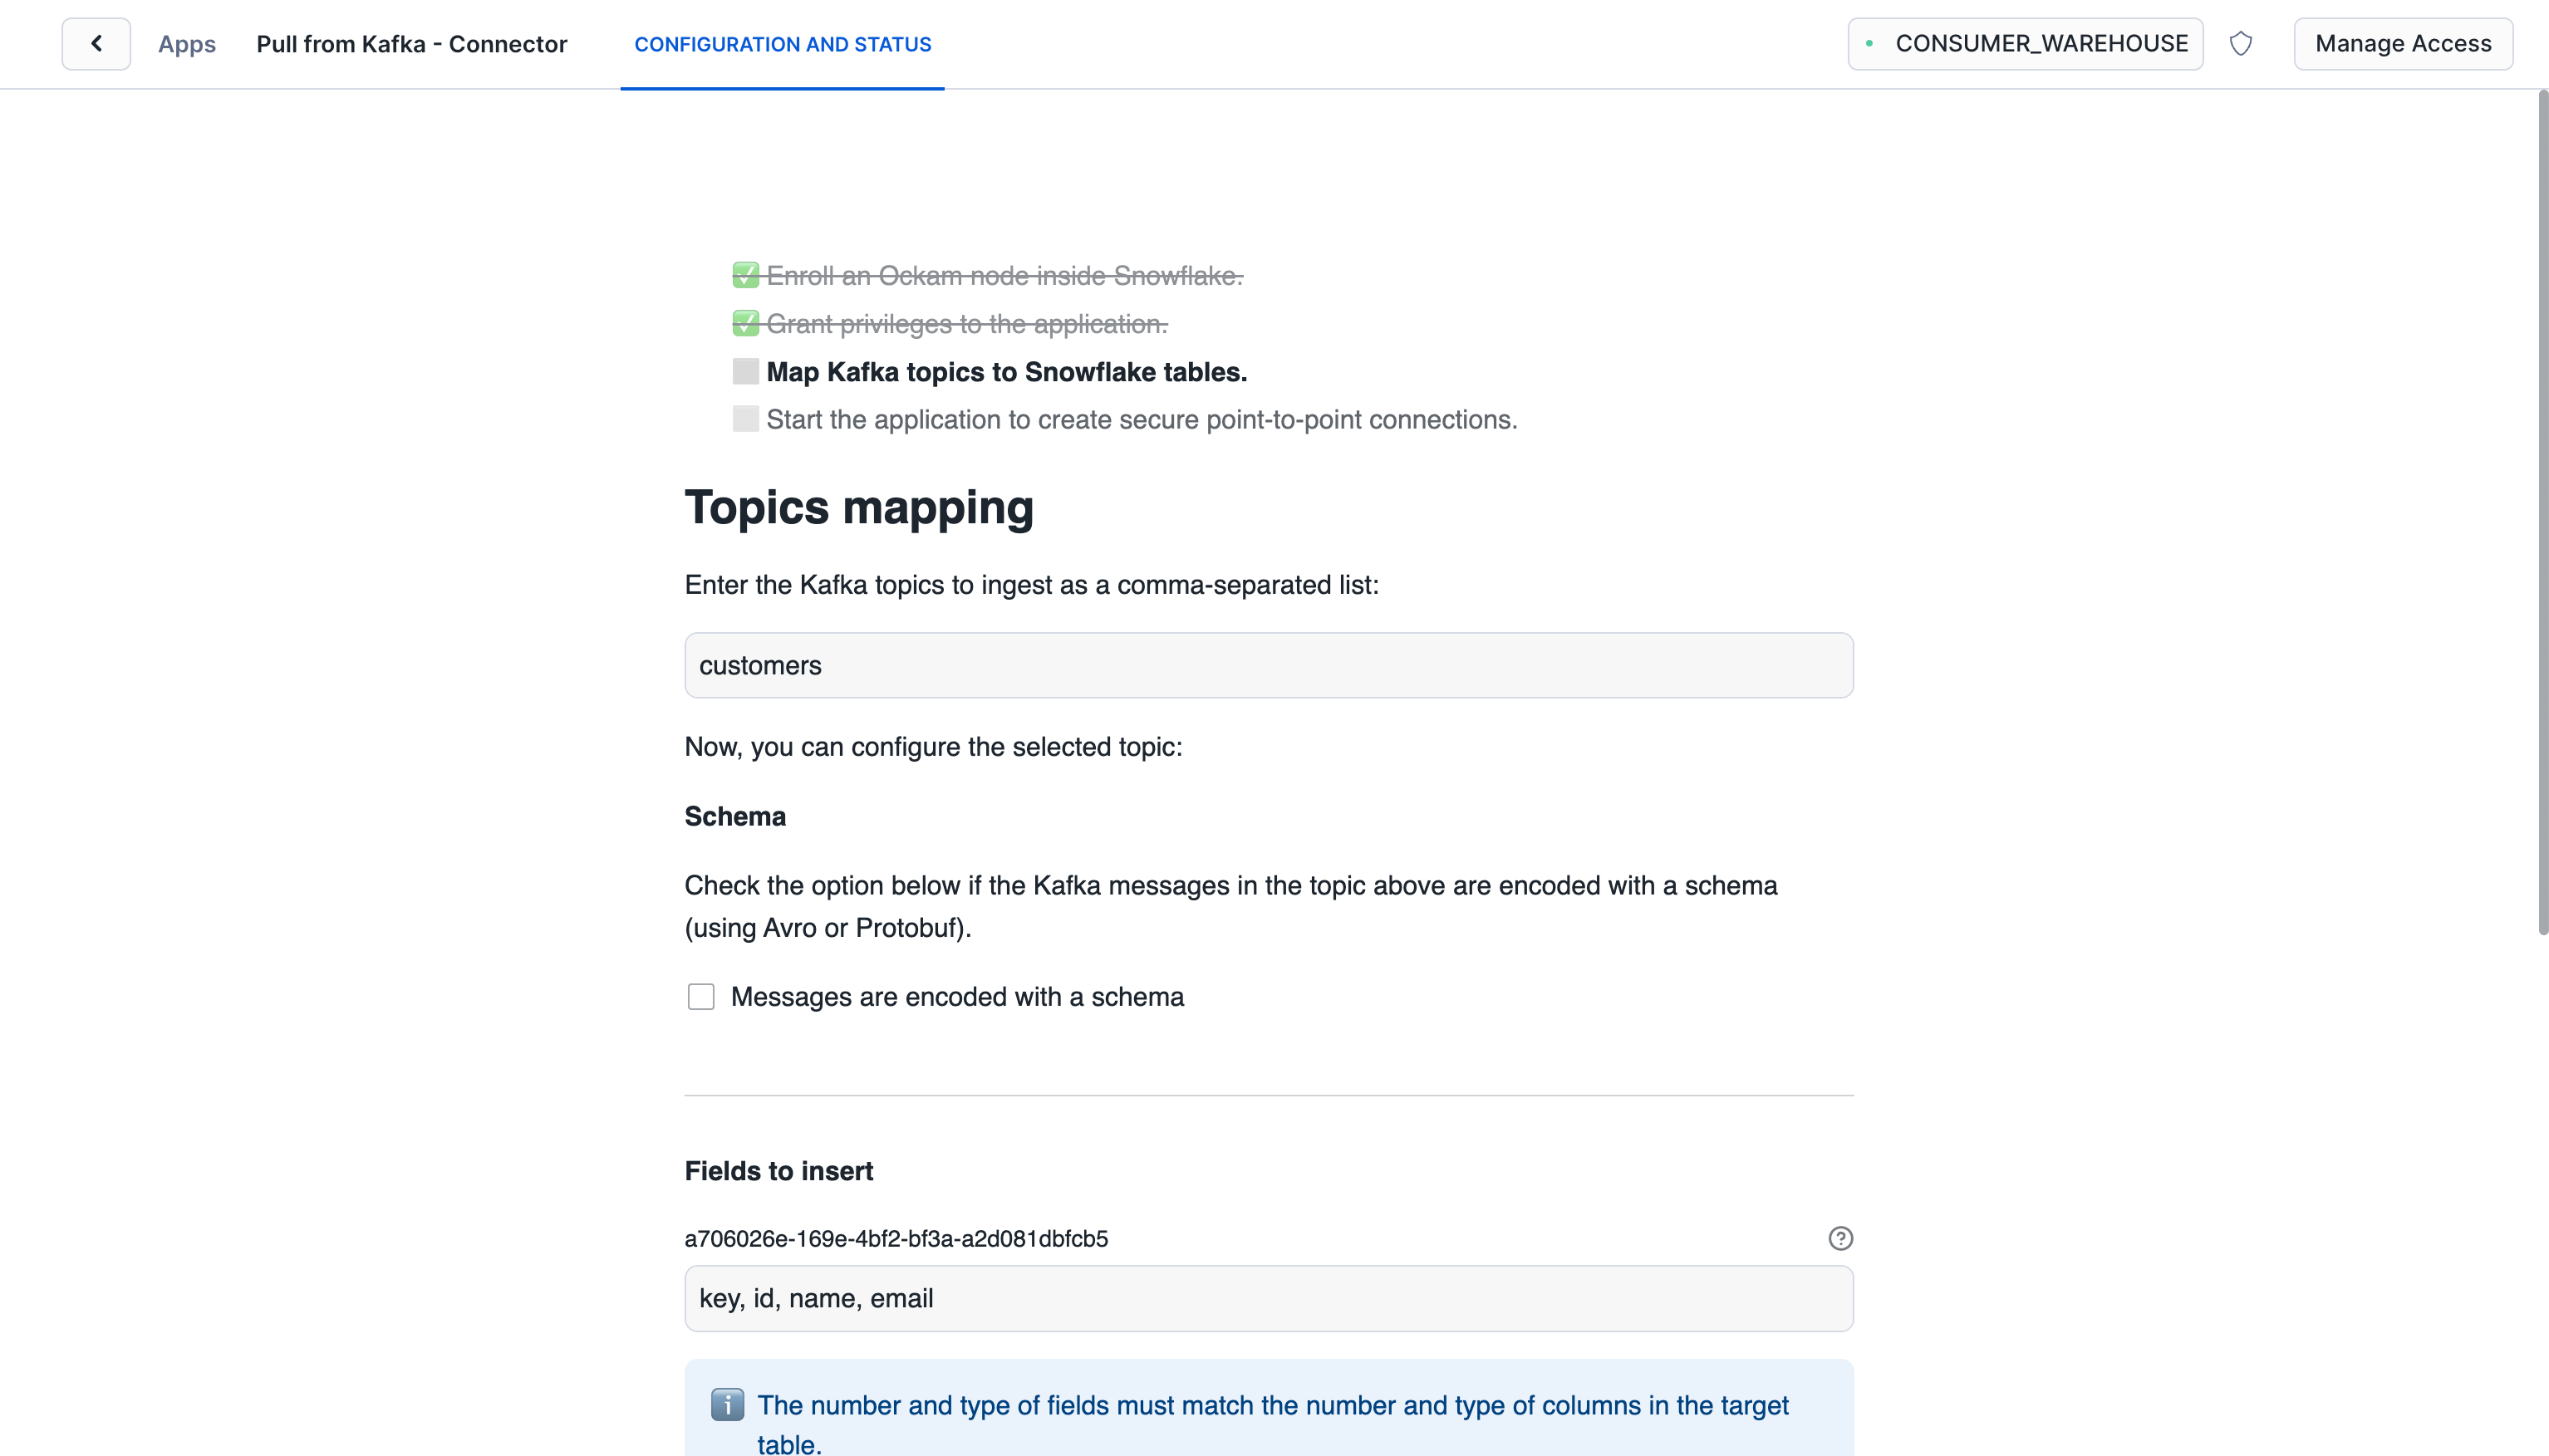 Apps Pull from Kafka - Connector CONFIGURATION AND STATUS CONSUMER_WAREHOUSE Manage Access
Enroll an Ockam node inside Snowflake.
Grant privileges to the application.
Map Kafka topics to Snowflake tables.
Start the application to create secure point-to-point connections.
Topics mapping
Enter the Kafka topics to ingest as a comma-separated list:
customers
Now, you can configure the selected topic:
Schema
Check the option below if the Kafka messages in the topic above are encoded with a schema
(using Avro or Protobuf).
Messages are encoded with a schema
Fields to insert
a706026e-169e-4bf2-bf3a-a2d081dbfcb5
key, id, name, email
The number and type of fields must match the number and type of columns in the target
table.